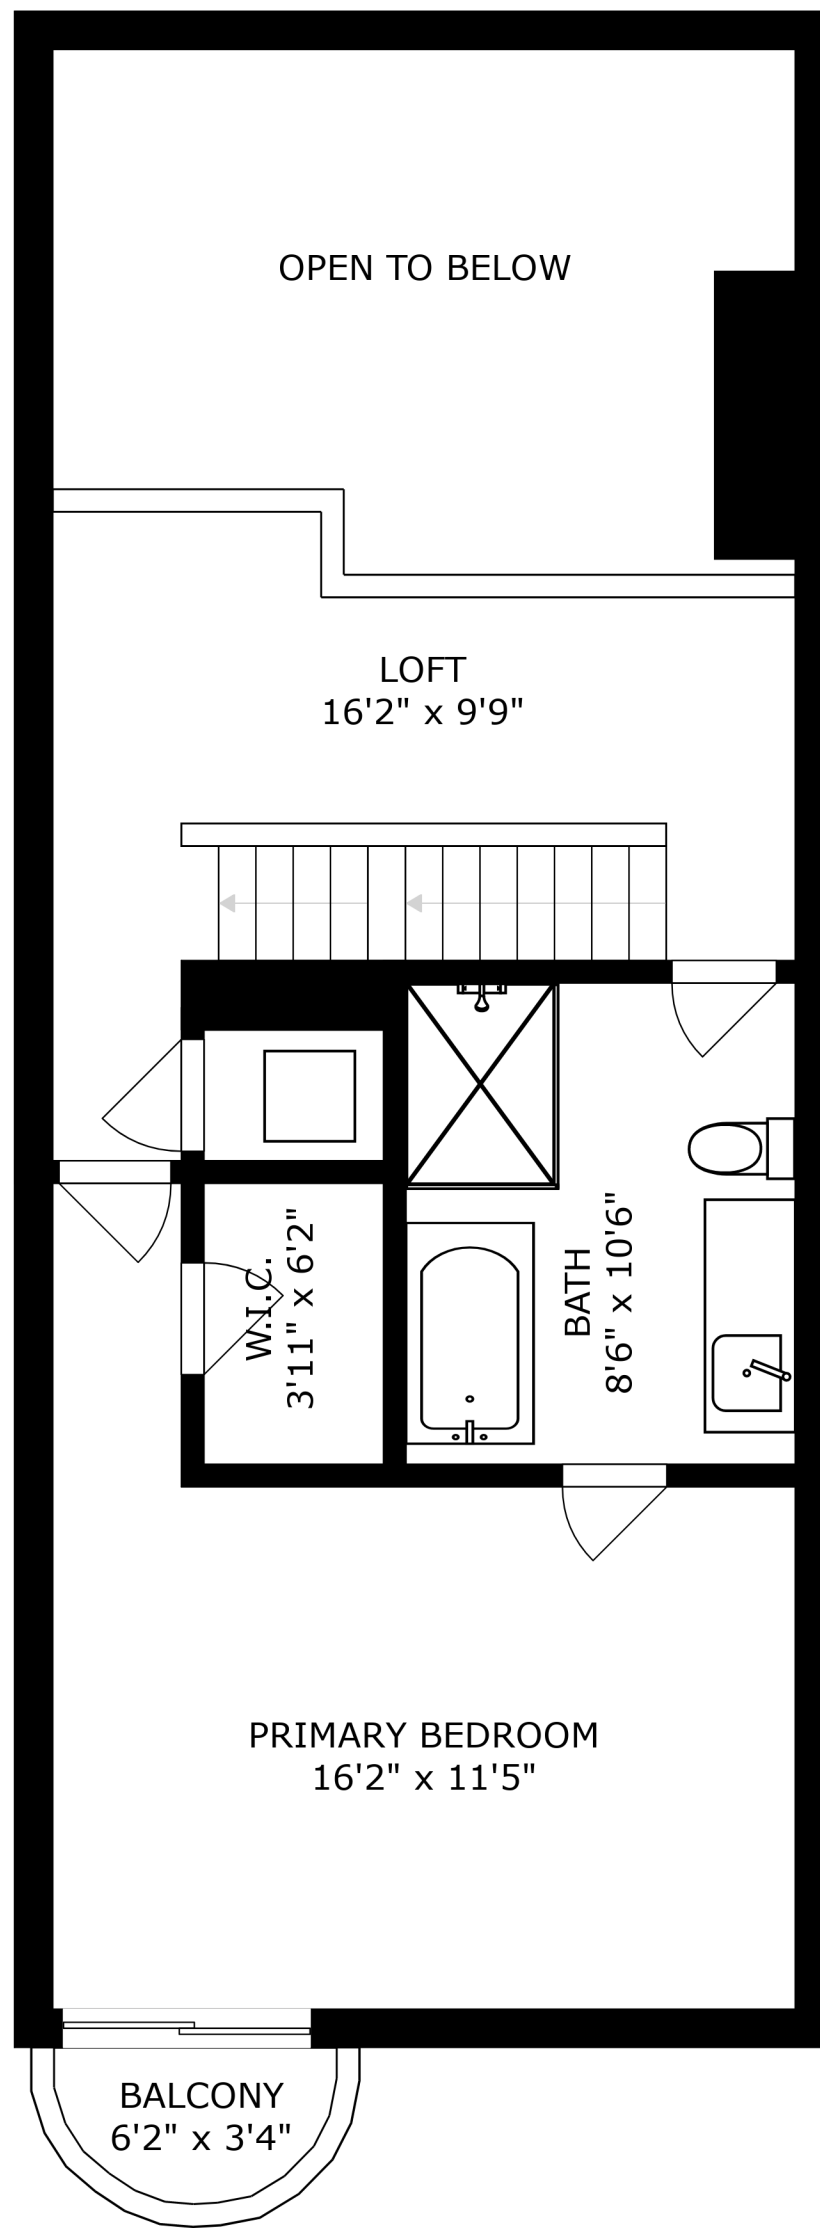 OPEN TO BELOW
LOFT
16'2" x 9'9"
W.I.C.
3'11" x 6'2"
BATH
8'6" x 10'6"
PRIMARY BEDROOM
16'2" x 11'5"
BALCONY
6'2" x 3'4"